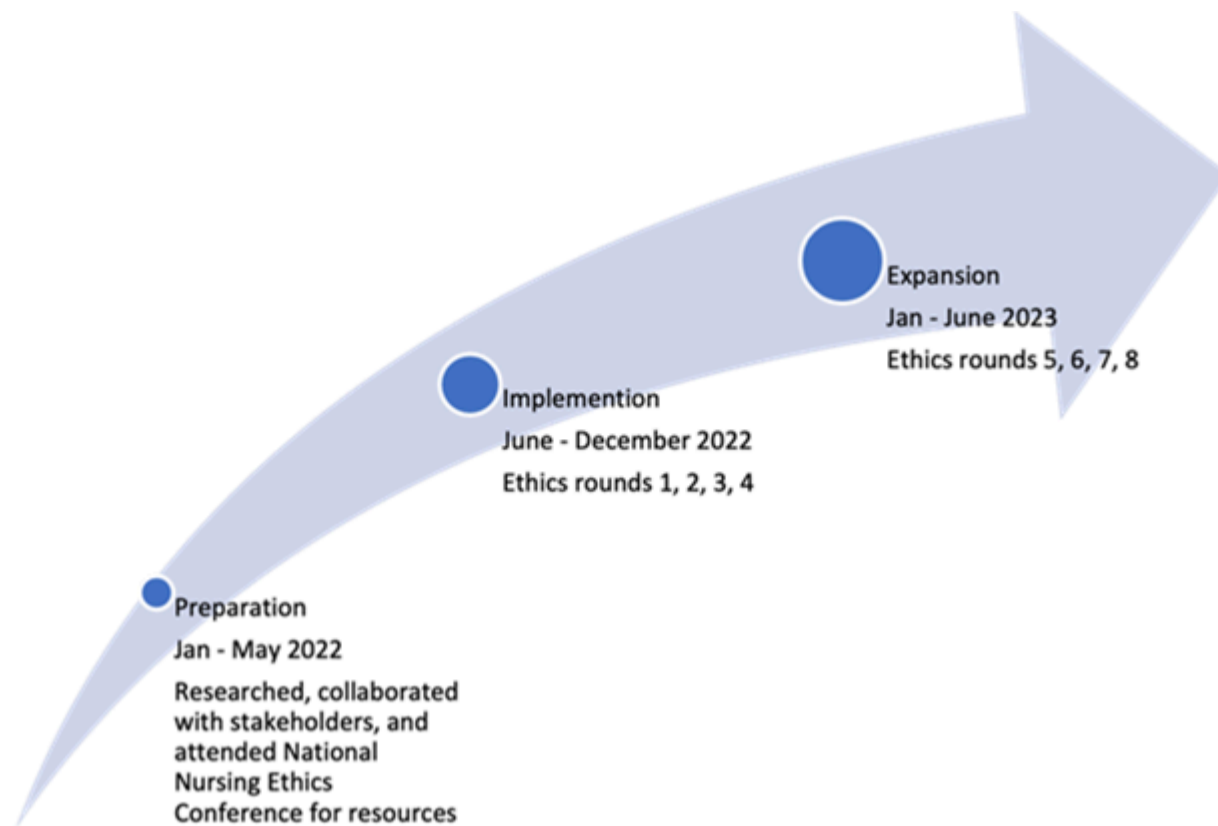 Expansion
Jan - June 2023
Ethics rounds 5, 6, 7, 8
Implemention
June - December 2022
Ethics rounds 1, 2, 3, 4
Preparation
Jan - May 2022
Researched, collaborated
with stakeholders, and
attended National
Nursing Ethics
Conference for resources